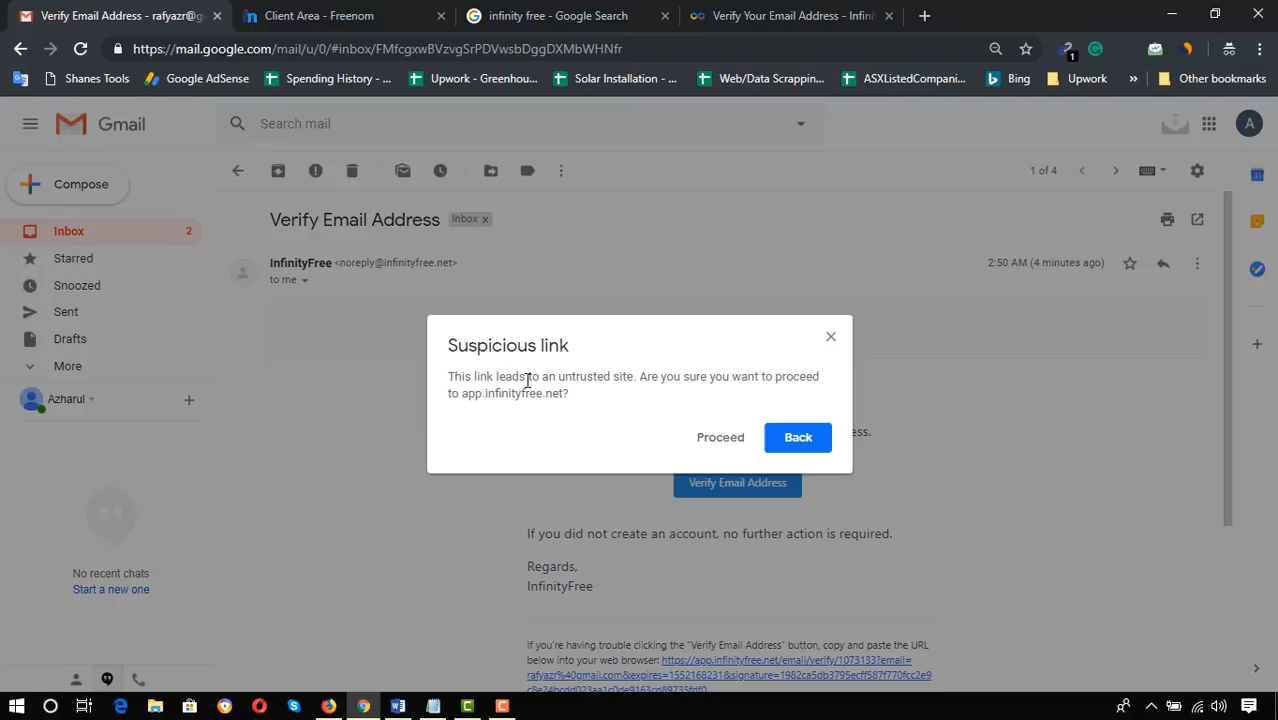 Verify Email Address - rafyazr@g
Client Area - Freenom
infinity free - Google Search
Verify Your Email Address - Infini
https://mail.google.com/mail/u/0/#inbox/FMfcgxwBVzvgSrPDVwsbDggDXMbWHNfr
1
Shanes Tools
Google AdSense
Spending History - ...
Upwork - Greenhou...
Solar Installation - ...
Web/Data Scrappin...
ASXListedCompani...
Bing
Upwork
»
Other bookmarks
Gmail
Search mail
A
Compose
1 of 4
Inbox 2
Starred
Snoozed
Sent
Drafts
More
Azharul
No recent chats
Start a new one
Verify Email Address Inbox x
InfinityFree <noreply@infinityfree.net>
2:50 AM (4 minutes ago)
to me
Suspicious link
This link leads to an untrusted site. Are you sure you want to proceed
to app.infinityfree.net?
Proceed
Back
ess.
Verify Email Address
If you did not create an account, no further action is required.
Regards,
InfinityFree
If you're having trouble clicking the "Verify Email Address" button, copy and paste the URL
below into your web browser: https://app.infinityfree.net/email/verify/1073133?email=
rafyazr%40gmail.com&expires=1552168231&signature=1982ca5db3795ecff587f770fcc2e9